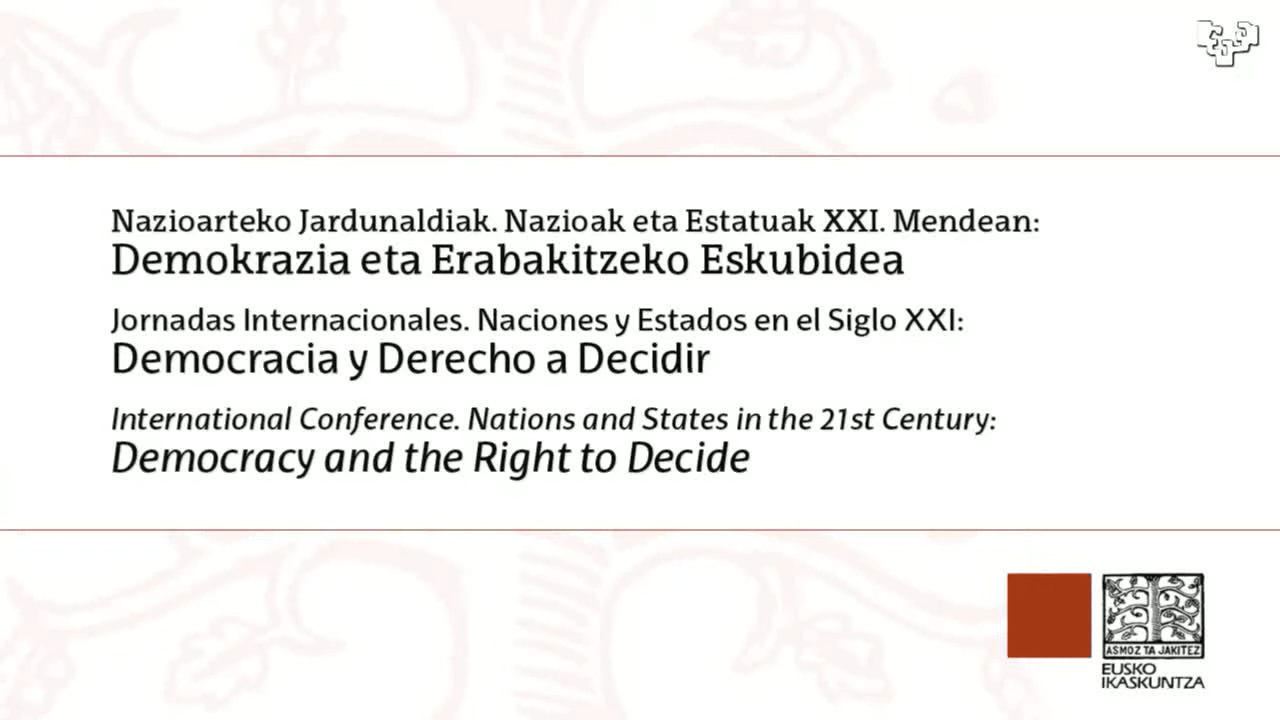 Nazioarteko Jardunaldiak. Nazioak eta Estatuak XXI. Mendean:
Demokrazia eta Erabakitzeko Eskubidea
Jornadas Internacionales. Naciones y Estados en el Siglo XXI:
Democracia y Derecho a Decidir
International Conference. Nations and States in the 21st Century:
Democracy and the Right to Decide
ASMOZ TA JAKITEZ
EUSKO
IKASKUNTZA